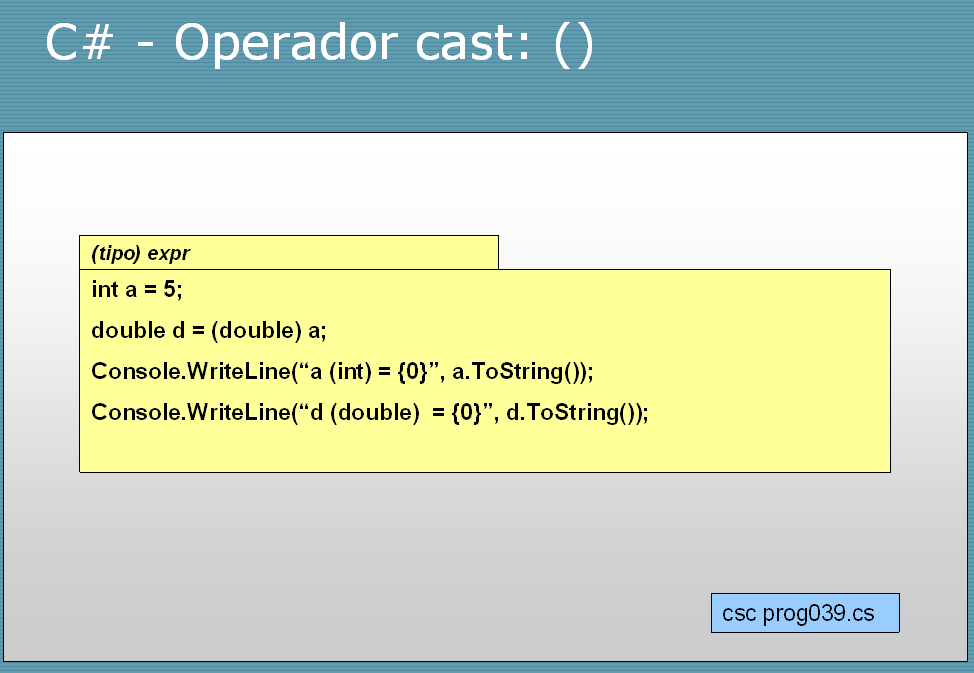 C# - Operador cast: ()
(tipo) expr
int a = 5;
double d = (double) a;
Console.WriteLine(“a (int) = {0}”, a.ToString());
Console.WriteLine(“d (double)  = {0}”, d.ToString());
csc prog039.cs